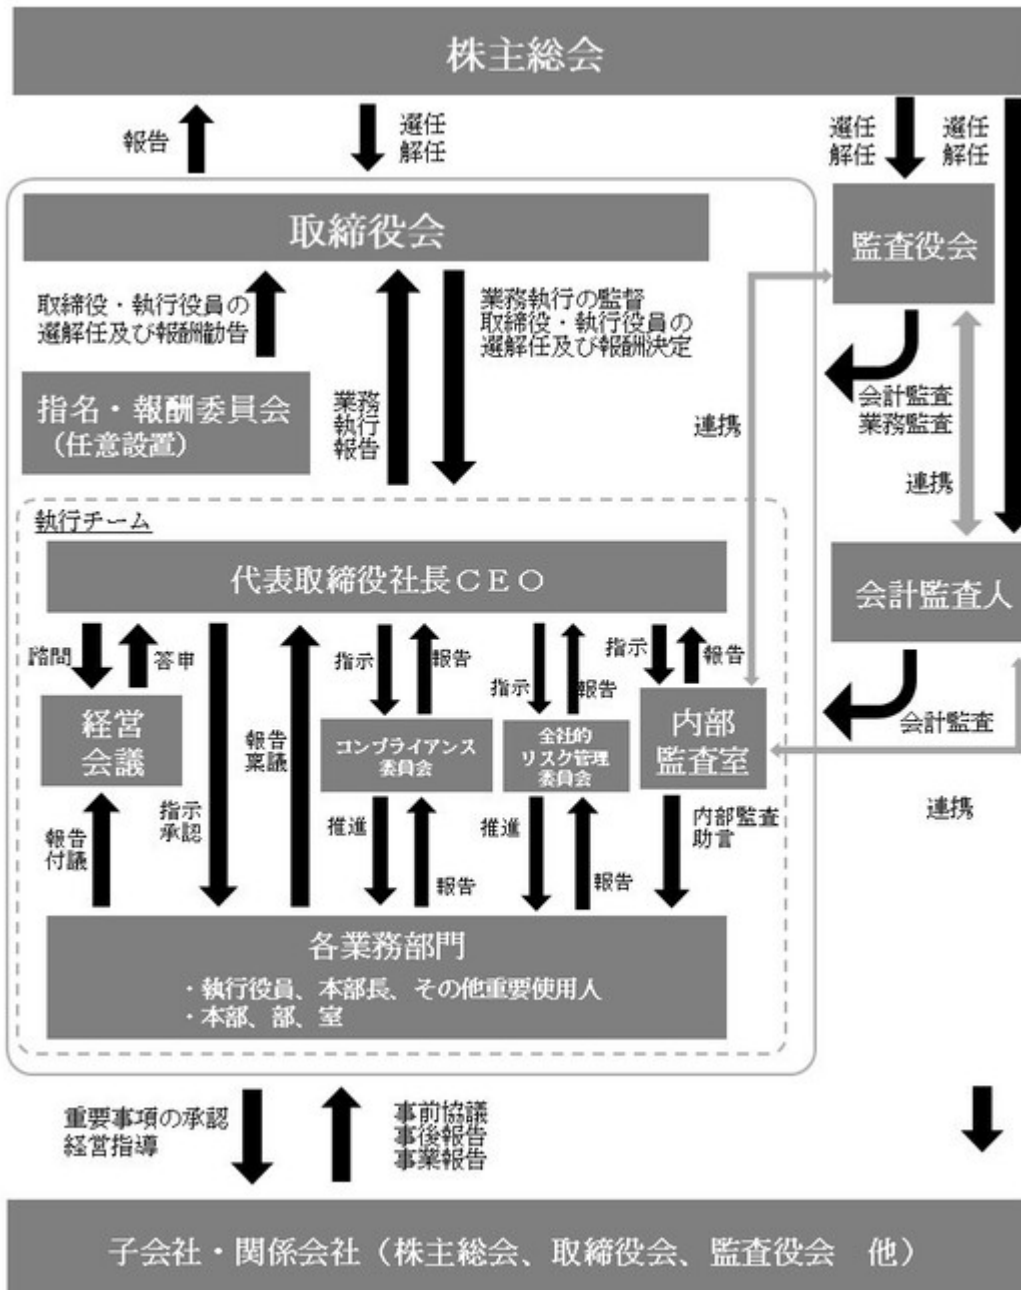 株主総会
報告
選任
解任
選任
解任
選任
解任
取締役会
監査役会
取締役・執行役員の
選解任及び報酬勧告
業務執行の監督
取締役・執行役員の
選解任及び報酬決定
指名・報酬委員会
（任意設置）
業務
執行
報告
連携
会計監査
業務監査
連携
執行チーム
代表取締役社長ＣＥＯ
会計監査人
諮問
答申
指示
報告
指示
報告
指示
報告
経営
会議
報告
稟議
コンプライアンス
委員会
全社的
リスク管理
委員会
内部
監査室
会計監査
指示
承認
報告
付議
推進
報告
推進
報告
内部監査
助言
連携
各業務部門
・執行役員、本部長、その他重要使用人
・本部、部、室
重要事項の承認
経営指導
事前協議
事後報告
事業報告
子会社・関係会社（株主総会、取締役会、監査役会　他）